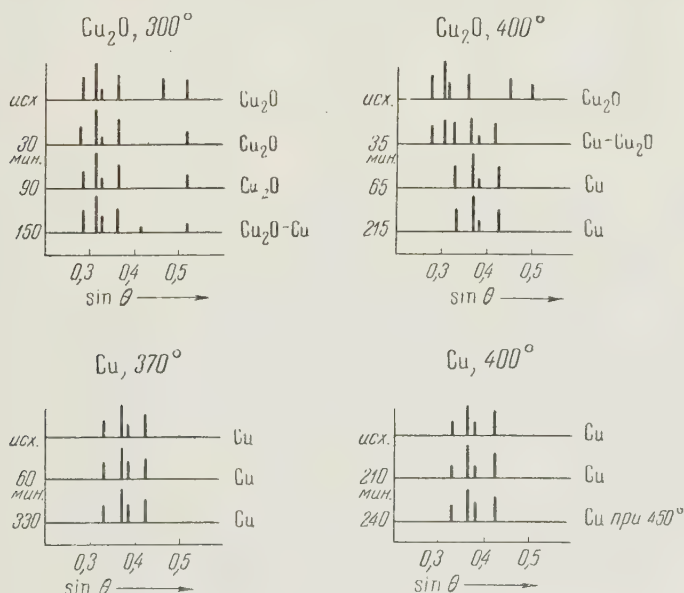 Cu₂O, 300°
исх. Cu₂O
30 мин. Cu₂O
90 Cu₂O
150 Cu₂O-Cu
0,3 0,4 0,5
sin θ
Cu₂O, 400°
исх. Cu₂O
35 мин. Cu-Cu₂O
65 Cu
215 Cu
0,3 0,4 0,5
sin θ
Cu, 370°
исх. Cu
60 мин. Cu
330 Cu
0,3 0,4 0,5
sin θ
Cu, 400°
исх. Cu
210 мин. Cu
240 Cu при 450°
0,3 0,4 0,5
sin θ